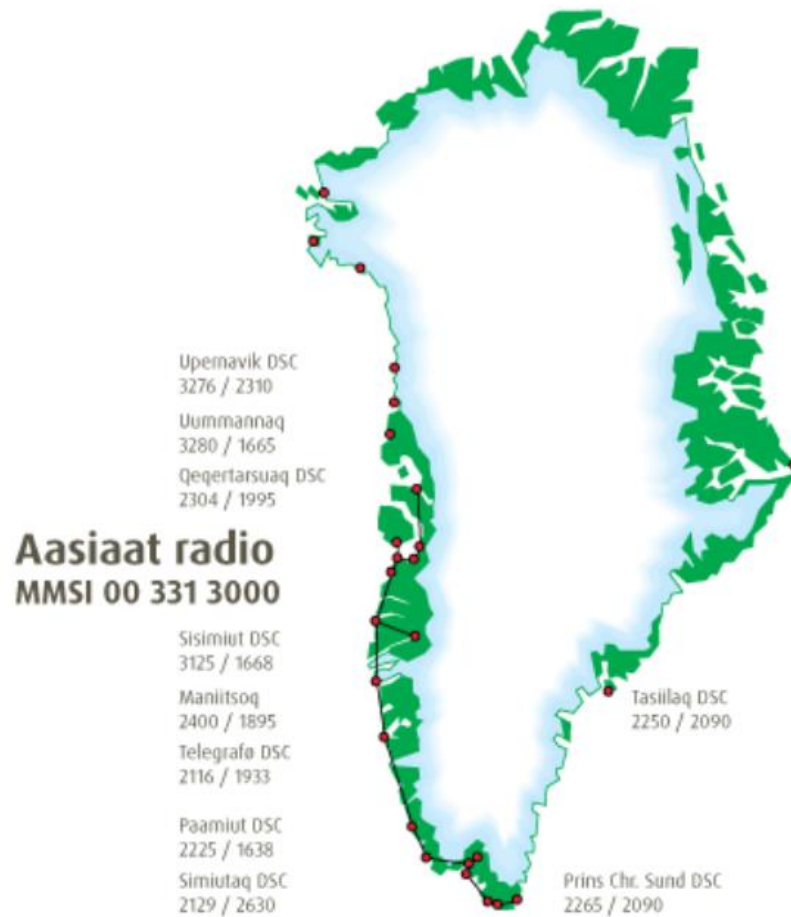 Upernavik DSC
3276 / 2310
Uummannaq
3280 / 1665
Qeqertarsuaq DSC
2304 / 1995
Aasiaat radio
MMSI 00 331 3000
Sisimiut DSC
3125 / 1668
Maniitsoq
2400 / 1895
Telegrafø DSC
2116 / 1933
Paamiut DSC
2225 / 1638
Simiutaq DSC
2129 / 2630
Tasiilaq DSC
2250 / 2090
Prins Chr. Sund DSC
2265 / 2090